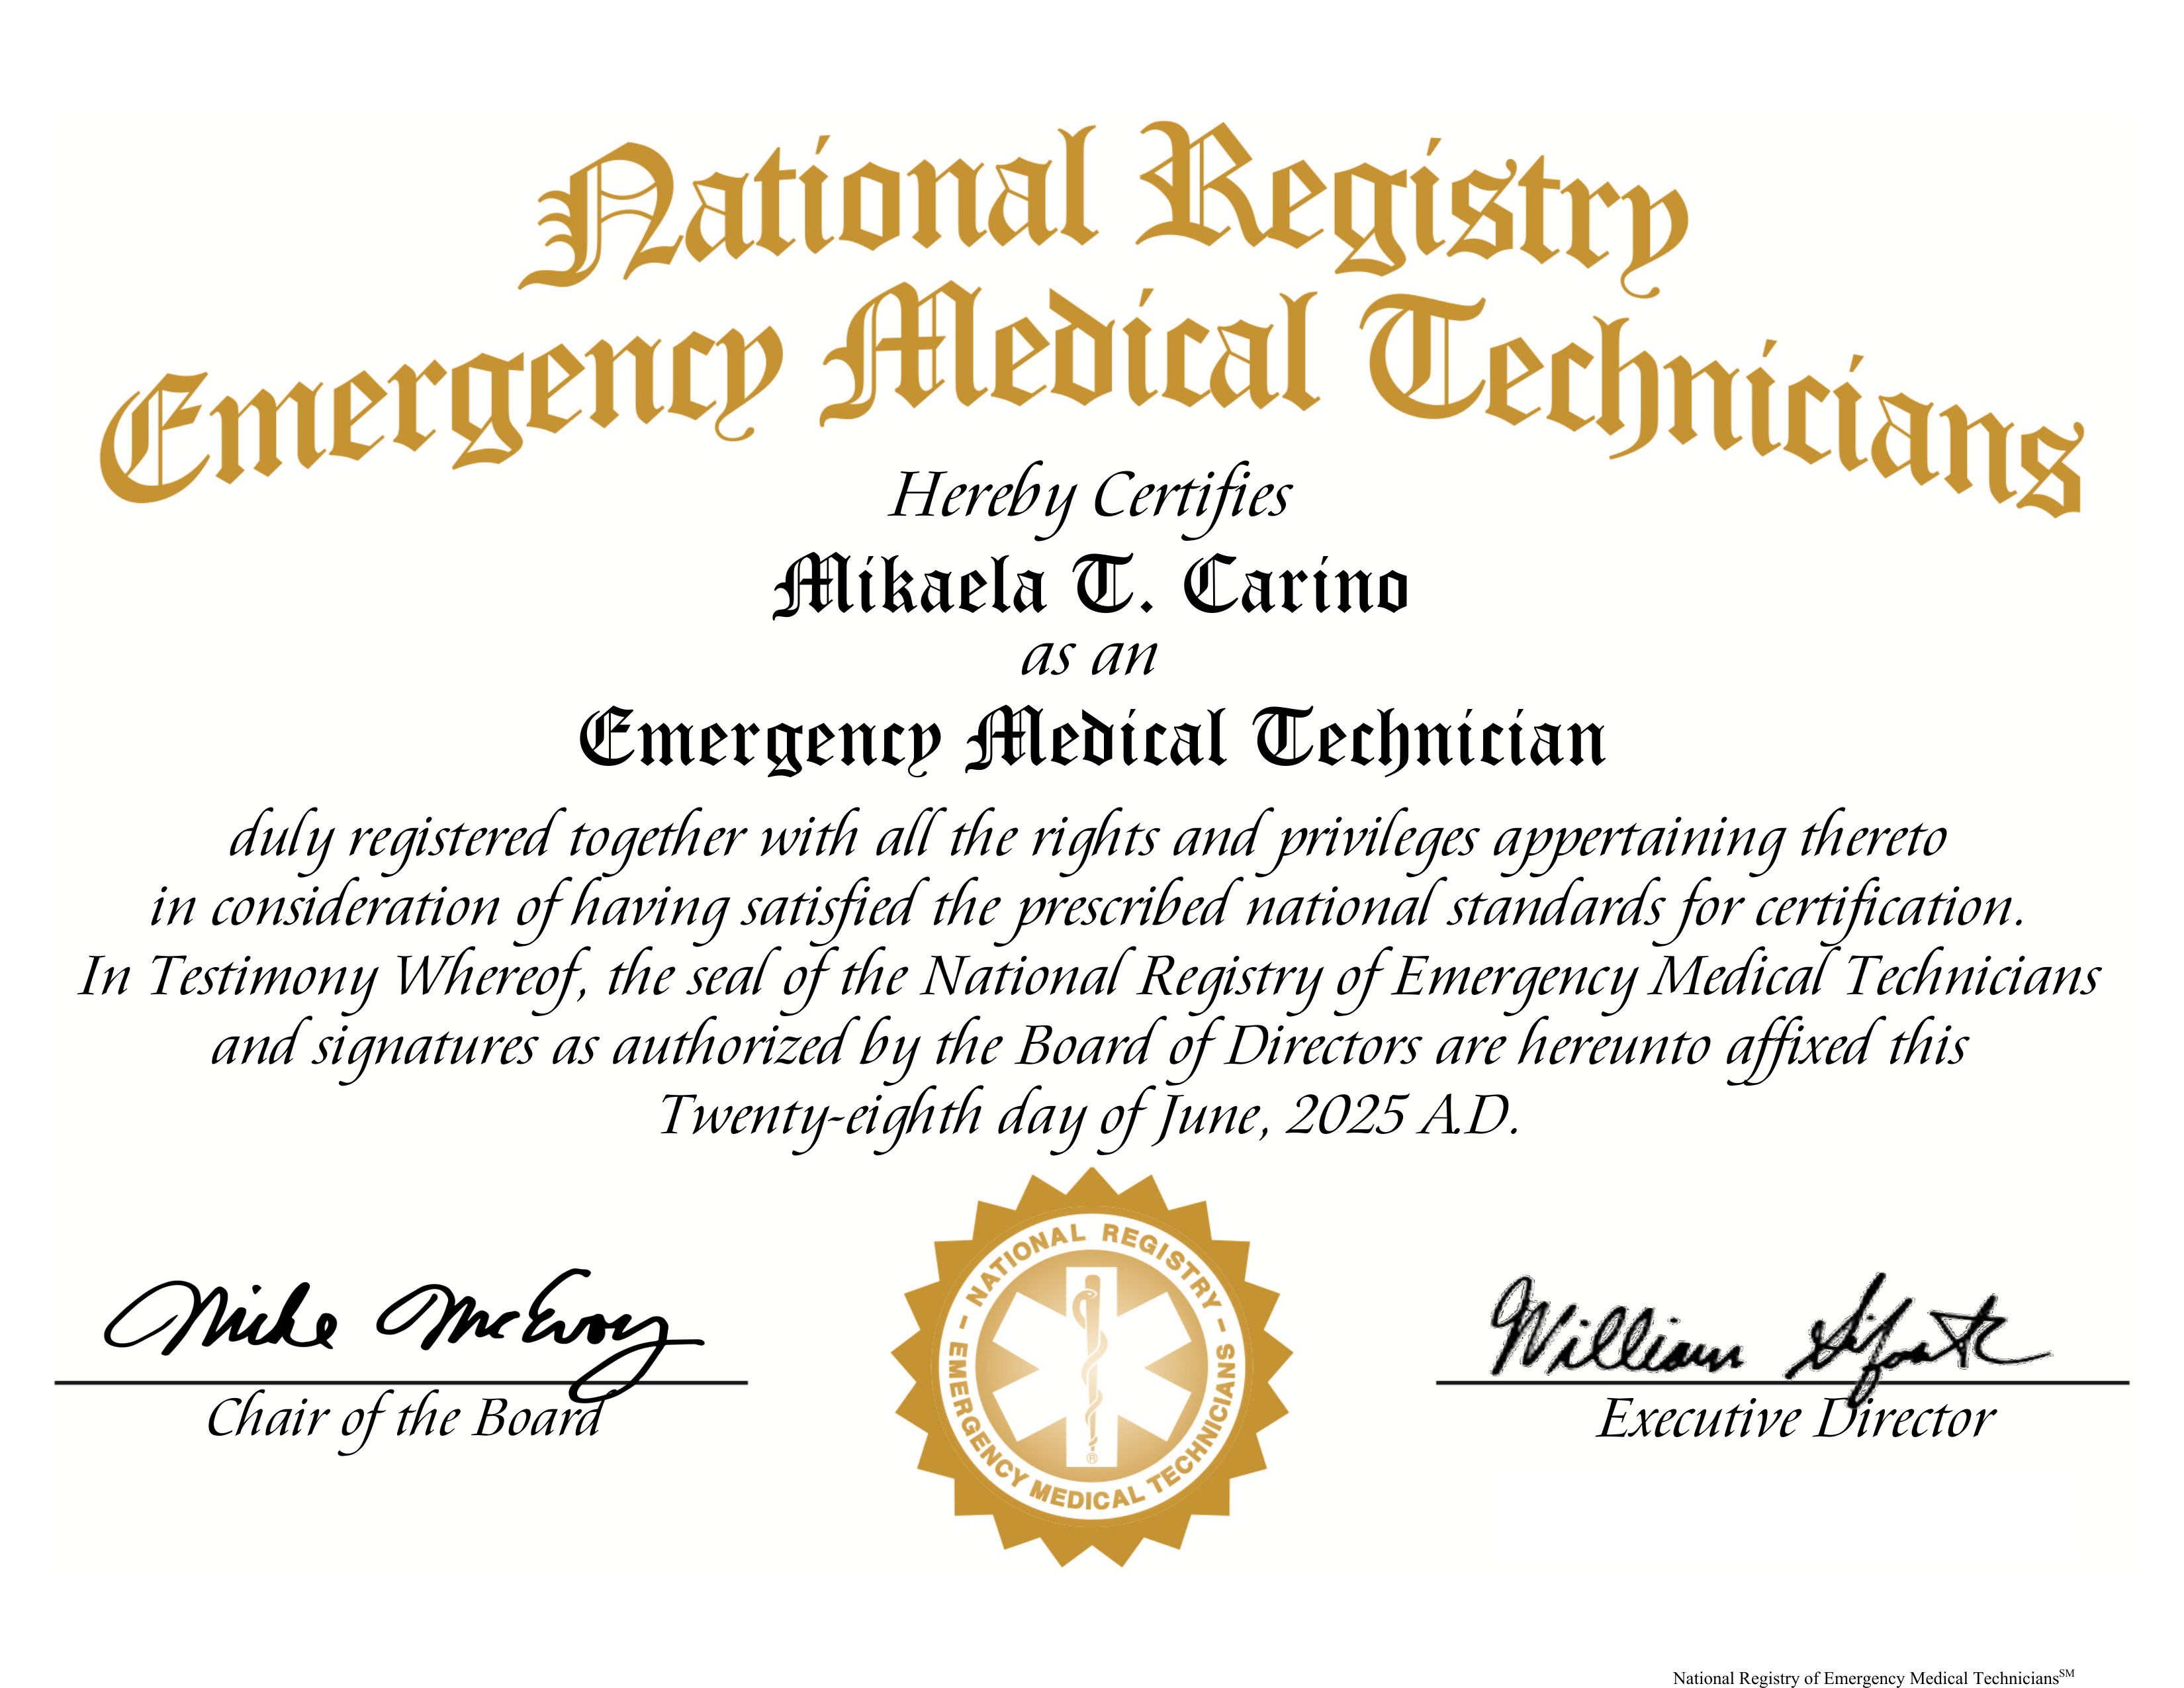 National Registry
Emergency Medical Technicians
Hereby Certifies
Mikaela T. Carino
as an
Emergency Medical Technician
duly registered together with all the rights and privileges appertaining thereto
in consideration of having satisfied the prescribed national standards for certification.
In Testimony Whereof, the seal of the National Registry of Emergency Medical Technicians
and signatures as authorized by the Board of Directors are hereunto affixed this
Twenty-eighth day of June, 2025 A.D.
Mike McEvoy
Chair of the Board
- NATIONAL REGISTRY -
EMERGENCY MEDICAL TECHNICIANS
®
William
Executive Director
National Registry of Emergency Medical Technicians℠